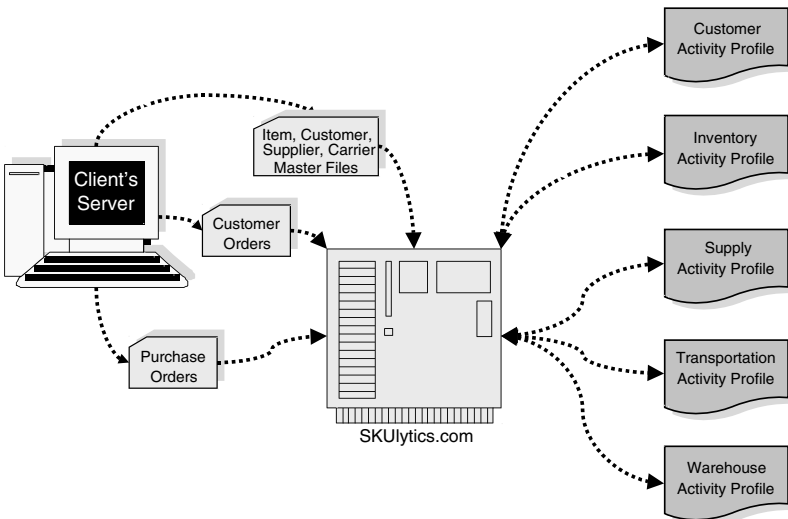 Client's
Server
Item, Customer,
Supplier, Carrier
Master Files
Customer
Orders
Purchase
Orders
SKUlytics.com
Customer
Activity Profile
Inventory
Activity Profile
Supply
Activity Profile
Transportation
Activity Profile
Warehouse
Activity Profile